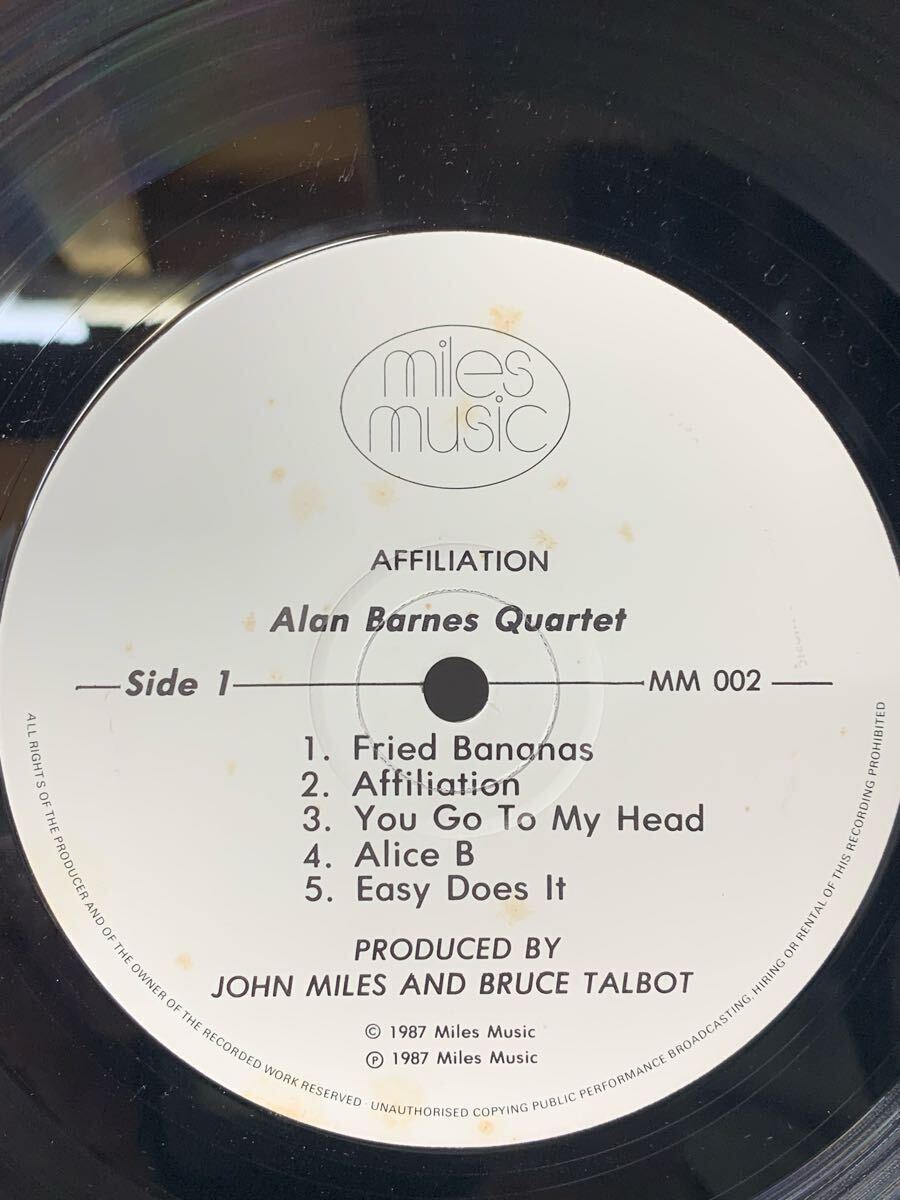 miles
music
AFFILIATION
Alan Barnes Quartet
Side 1
MM 002
1. Fried Bananas
2. Affiliation
3. You Go To My Head
4. Alice B
5. Easy Does It
PRODUCED BY
JOHN MILES AND BRUCE TALBOT
© 1987 Miles Music
℗ 1987 Miles Music
ALL RIGHTS OF THE PRODUCER AND OF THE OWNER OF THE RECORDED WORK RESERVED · UNAUTHORISED COPYING PUBLIC PERFORMANCE BROADCASTING, HIRING OR RENTAL OF THIS RECORDING PROHIBITED